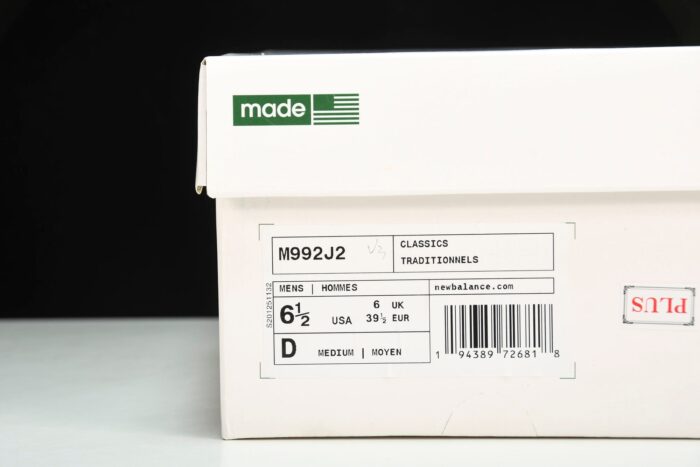 made
M992J2
CLASSICS
TRADITIONNELS
MENS | HOMMES
newbalance.com
6½ USA
6 UK
39½ EUR
D MEDIUM | MOYEN
1 94389 72681 8
S201251132
PLUS